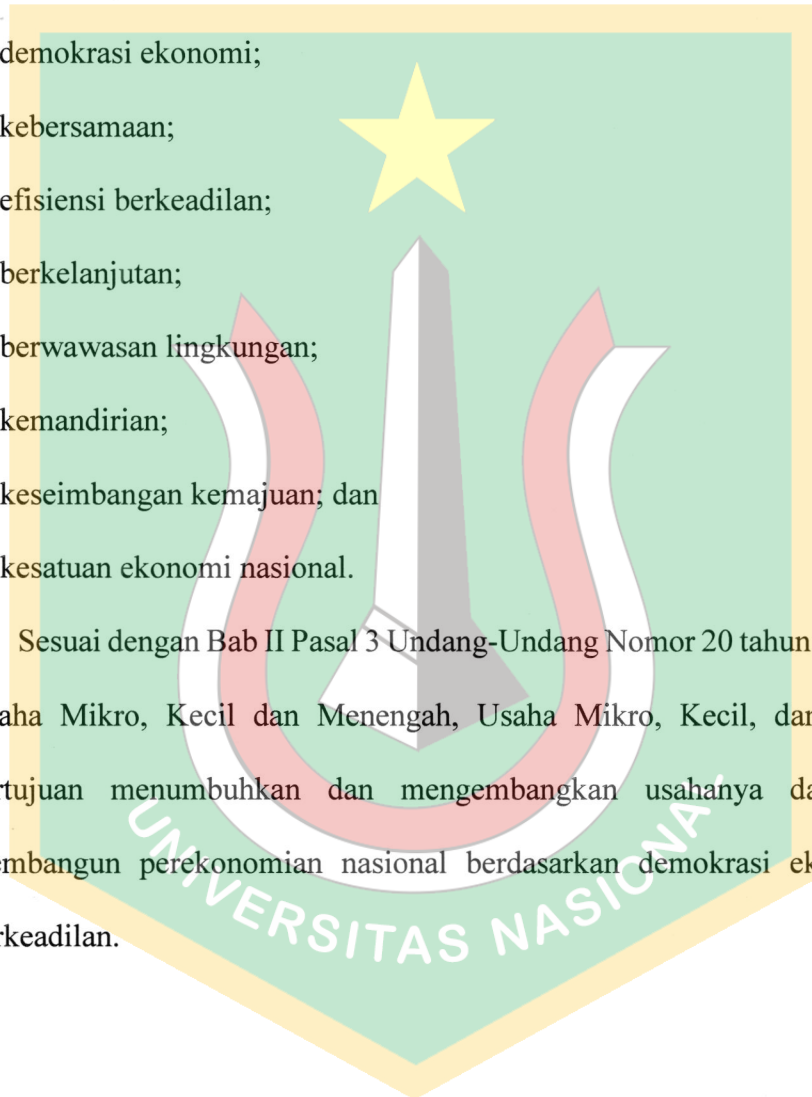 demokrasi ekonomi;
kebersamaan;
efisiensi berkeadilan;
berkelanjutan;
berwawasan lingkungan;
kemandirian;
keseimbangan kemajuan; dan
kesatuan ekonomi nasional.
Sesuai dengan Bab II Pasal 3 Undang-Undang Nomor 20 tahun
aha Mikro, Kecil dan Menengah, Usaha Mikro, Kecil, dan
rtujuan menumbuhkan dan mengembangkan usahanya da
embangun perekonomian nasional berdasarkan demokrasi ek
rkeadilan.
UNIVERSITAS NASIONAL